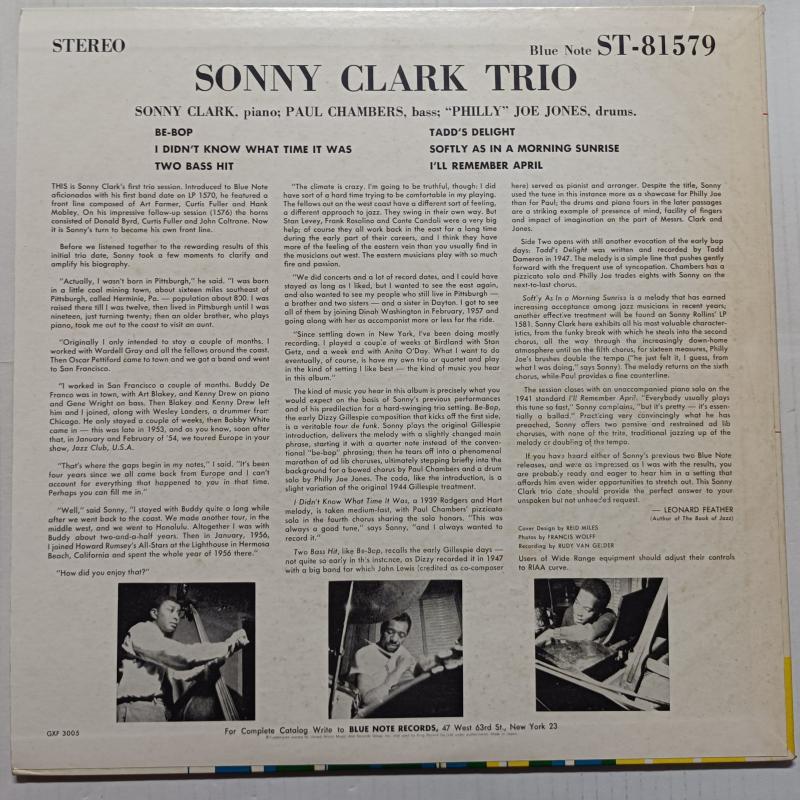 STEREO
Blue Note ST-81579
SONNY CLARK TRIO
SONNY CLARK, piano; PAUL CHAMBERS, bass; "PHILLY" JOE JONES, drums.
BE-BOP
I DIDN'T KNOW WHAT TIME IT WAS
TWO BASS HIT
TADD'S DELIGHT
SOFTLY AS IN A MORNING SUNRISE
I'LL REMEMBER APRIL
THIS is Sonny Clark's first trio session. Introduced to Blue Note
aficionados with his first band date on LP 1570, he featured a
front line composed of Art Farmer, Curtis Fuller and Hank
Mobley. On his impressive follow-up session (1576) the horns
consisted of Donald Byrd, Curtis Fuller and John Coltrane. Now
it is Sonny's turn to become his own front line.
Before we listened together to the rewarding results of this
initial trio date, Sonny took a few moments to clarify and
amplify his biography.
"Actually, I wasn't born in Pittsburgh," he said. "I was born
in a little coal mining town, about sixteen miles southeast of
Pittsburgh, called Herminie, Pa. — population about 800. I was
raised there till I was twelve, then lived in Pittsburgh until I was
nineteen, just turning twenty; then an older brother, who plays
piano, took me out to the coast to visit an aunt.
"Originally I only intended to stay a couple of months. I
worked with Wardell Gray and all the fellows around the coast.
Then Oscar Pettiford came to town and we got a band and went
to San Francisco.
"I worked in San Francisco a couple of months. Buddy De
Franco was in town, with Art Blakey, and Kenny Drew on piano
and Gene Wright on bass. Then Blakey and Kenny Drew left
him and I joined, along with Wesley Landers, a drummer from
Chicago. He only stayed a couple of weeks, then Bobby White
came in — this was late in 1953, and as you know, soon after
that, in January and February of '54, we toured Europe in your
show, Jazz Club, U.S.A.
"That's where the gaps begin in my notes," I said. "It's been
four years since we all came back from Europe and I can't
account for everything that happened to you in that time.
Perhaps you can fill me in."
"Well," said Sonny, "I stayed with Buddy quite a long while
after we went back to the coast. We made another tour, in the
middle west, and we went to Honolulu. Altogether I was with
Buddy about two-and-a-half years. Then in January, 1956,
I joined Howard Rumsey's All-Stars at the Lighthouse in Hermosa
Beach, California and spent the whole year of 1956 there."
"How did you enjoy that?"
"The climate is crazy. I'm going to be truthful, though: I did
have sort of a hard time trying to be comfortable in my playing.
The fellows out on the west coast have a different sort of feeling,
a different approach to jazz. They swing in their own way. But
Stan Levey, Frank Rosolino and Conte Candoli were a very big
help; of course they all work back in the east for a long time
during the early part of their careers, and I think they have
more of the feeling of the eastern vein than you usually find in
the musicians out west. The eastern musicians play with so much
fire and passion.
"We did concerts and a lot of record dates, and I could have
stayed as long as I liked, but I wanted to see the east again,
and also wanted to see my people who still live in Pittsburgh —
a brother and two sisters — and a sister in Dayton. I got to see
all of them by joining Dinah Washington in February, 1957 and
going along with her as accompanist more or less for the ride.
"Since settling down in New York, I've been doing mostly
recording. I played a couple of weeks at Birdland with Stan
Getz, and a week end with Anita O'Day. What I want to do
eventually, of course, is have my own trio or quartet and play
in the kind of setting I like best — the kind of music you hear
in this album."
The kind of music you hear in this album is precisely what you
would expect on the basis of Sonny's previous performances
and of his predilection for a hard-swinging trio setting. Be-Bop,
the early Dizzy Gillespie composition that kicks off the first side,
is a veritable tour de funk. Sonny plays the original Gillespie
introduction, delivers the melody with a slightly changed main
phrase, starting it with a quarter note instead of the conven-
tional "be-bop" phrasing; then he tears off into a phenomenal
marathon of ad lib choruses, ultimately stepping briefly into the
background for a bowed chorus by Paul Chambers and a drum
solo by Philly Joe Jones. The coda, like the introduction, is a
slight variation of the original 1944 Gillespie treatment.
I Didn't Know What Time It Was, a 1939 Rodgers and Hart
melody, is taken medium-fast, with Paul Chambers' pizzicato
solo in the fourth chorus sharing the solo honors. "This was
always a good tune," says Sonny, "and I always wanted to
record it."
Two Bass Hit, like Be-Bop, recalls the early Gillespie days —
not quite so early in this instance, as Dizzy recorded it in 1947
with a big band for which John Lewis (credited as co-composer
here) served as pianist and arranger. Despite the title, Sonny
used the tune in this instance more as a showcase for Philly Joe
than for Paul; the drums and piano fours in the later passages
are a striking example of presence of mind, facility of fingers
and impact of imagination on the part of Messrs. Clark and
Jones.
Side Two opens with still another evocation of the early bop
days: Tadd's Delight was written and recorded by Tadd
Dameron in 1947. The melody is a simple line that pushes gently
forward with the frequent use of syncopation. Chambers has a
pizzicato solo and Philly Joe trades eights with Sonny on the
next-to-last chorus.
Softly As In a Morning Sunrise is a melody that has earned
increasing acceptance among jazz musicians in recent years;
another effective treatment will be found on Sonny Rollins' LP
1581. Sonny Clark here exhibits all his most valuable character-
istics, from the funky break with which he steals into the second
chorus, all the way through the increasingly down-home
atmosphere until on the fifth chorus, for sixteen measures, Philly
Joe's brushes double the tempo ("he just felt it, I guess, from
what I was doing," says Sonny). The melody returns on the sixth
chorus, while Paul provides a fine counterpoint.
The session closes with an unaccompanied piano solo on the
1941 standard I'll Remember April. "Everybody usually plays
this tune so fast," Sonny complains, "but it's pretty — it's essen-
tially a ballad." Practicing very convincingly what he has
preached, Sonny offers two pensive and restrained ad lib
choruses, with none of the trite, traditional jazzing up of the
melody or doubling of the tempo.
If you have heard either of Sonny's previous two Blue Note
releases, and were as impressed as I was with the results, you
are probably ready and eager to hear him in a setting that
affords him even wider opportunities to stretch out. This Sonny
Clark trio date should provide the perfect answer to your
unspoken but not unheeded request.
— LEONARD FEATHER
(Author of The Book of Jazz)
Cover Design by REID MILES
Photos by FRANCIS WOLFF
Recording by RUDY VAN GELDER
Users of Wide Range equipment should adjust their controls
to RIAA curve.
GXF 3005
For Complete Catalog Write to BLUE NOTE RECORDS, 47 West 63rd St., New York 23